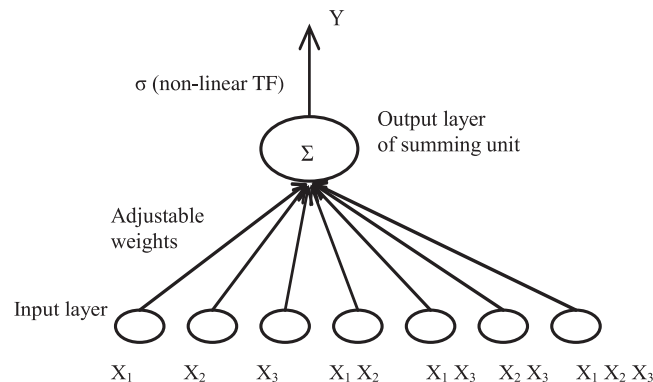 Y
σ (non-linear TF)
Output layer
of summing unit
Σ
Adjustable
weights
Input layer
X₁ X₂ X₃ X₁ X₂ X₁ X₃ X₂ X₃ X₁ X₂ X₃